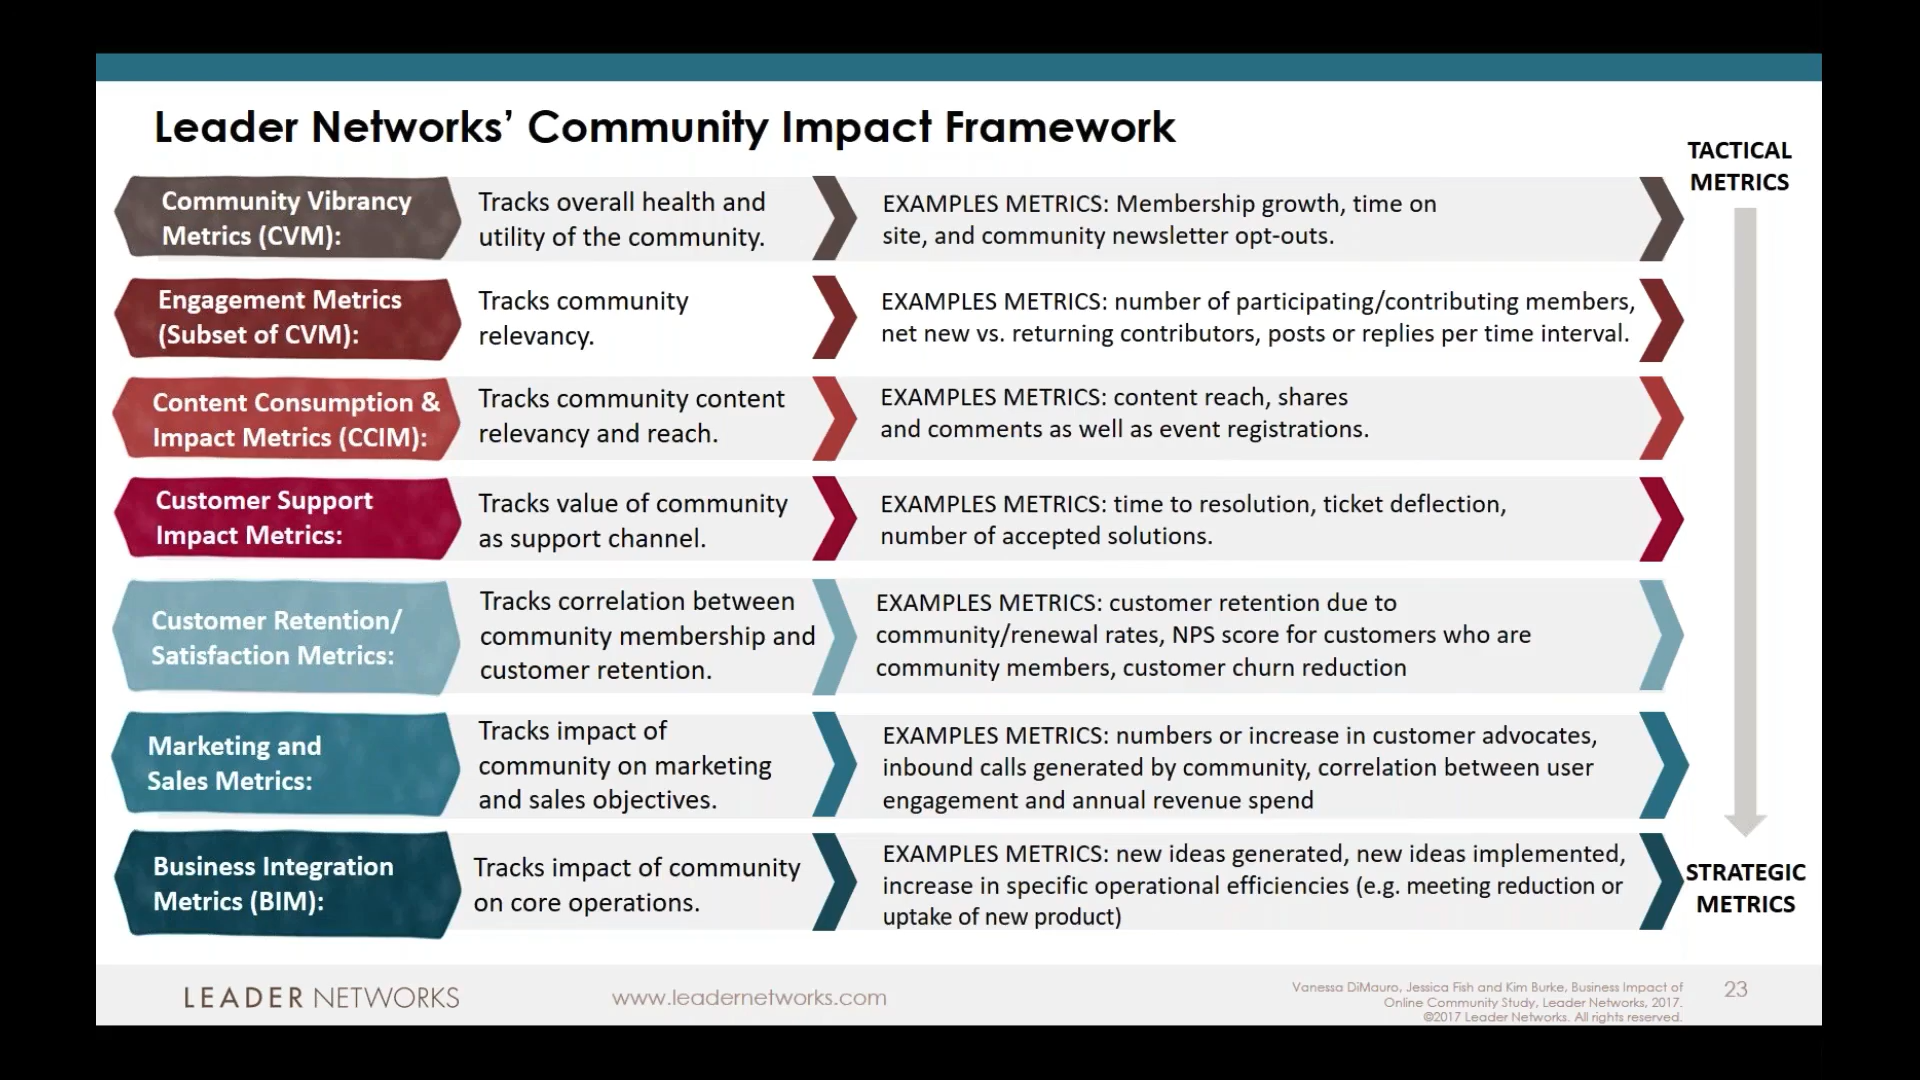 Leader Networks’ Community Impact Framework
TACTICAL
METRICS
Community Vibrancy
Metrics (CVM):
Tracks overall health and
utility of the community.
EXAMPLES METRICS: Membership growth, time on
site, and community newsletter opt-outs.
Engagement Metrics
(Subset of CVM):
Tracks community
relevancy.
EXAMPLES METRICS: number of participating/contributing members,
net new vs. returning contributors, posts or replies per time interval.
Content Consumption &
Impact Metrics (CCIM):
Tracks community content
relevancy and reach.
EXAMPLES METRICS: content reach, shares
and comments as well as event registrations.
Customer Support
Impact Metrics:
Tracks value of community
as support channel.
EXAMPLES METRICS: time to resolution, ticket deflection,
number of accepted solutions.
Customer Retention/
Satisfaction Metrics:
Tracks correlation between
community membership and
customer retention.
EXAMPLES METRICS: customer retention due to
community/renewal rates, NPS score for customers who are
community members, customer churn reduction
Marketing and
Sales Metrics:
Tracks impact of
community on marketing
and sales objectives.
EXAMPLES METRICS: numbers or increase in customer advocates,
inbound calls generated by community, correlation between user
engagement and annual revenue spend
Business Integration
Metrics (BIM):
Tracks impact of community
on core operations.
EXAMPLES METRICS: new ideas generated, new ideas implemented,
increase in specific operational efficiencies (e.g. meeting reduction or
uptake of new product)
STRATEGIC
METRICS
LEADER NETWORKS
www.leadernetworks.com
Vanessa DiMauro, Jessica Fish and Kim Burke, Business Impact of
Online Community Study, Leader Networks, 2017.
©2017 Leader Networks. All rights reserved.
23